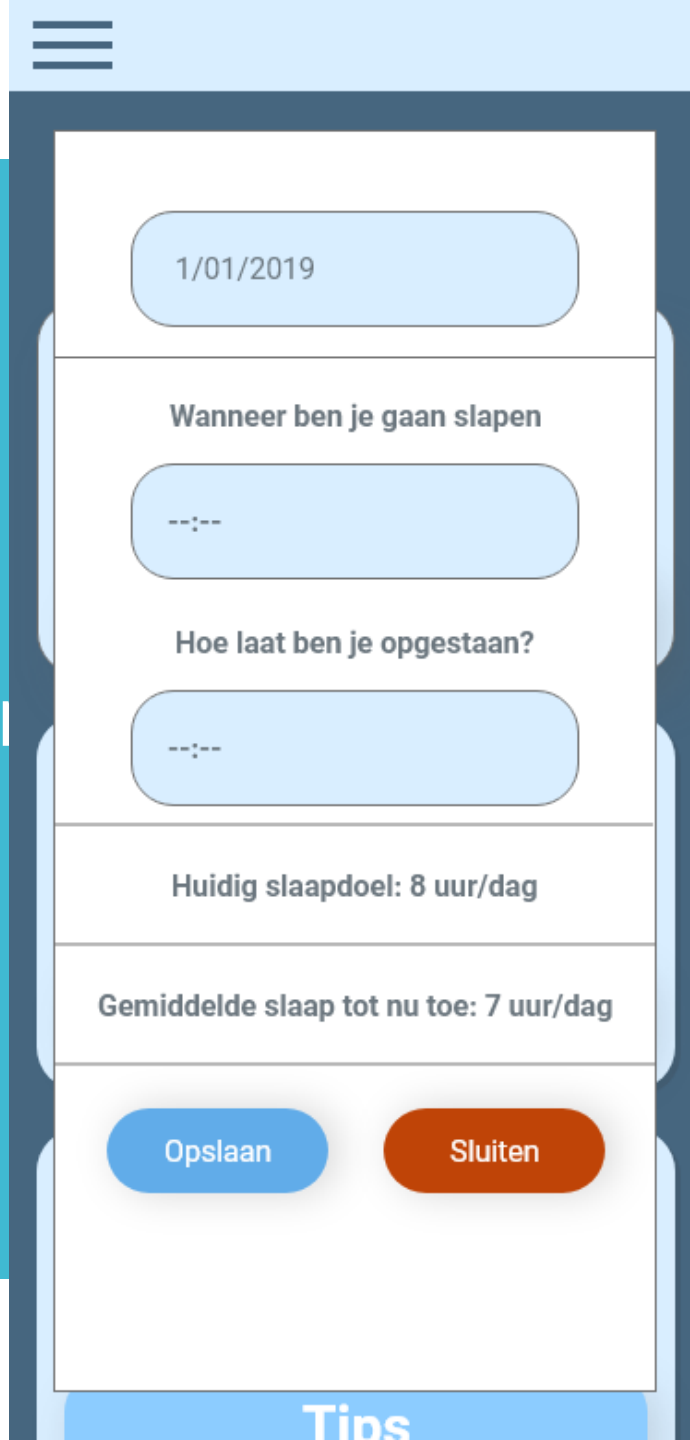 1/01/2019
Wanneer ben je gaan slapen
--:--
Hoe laat ben je opgestaan?
--:--
Huidig slaapdoel: 8 uur/dag
Gemiddelde slaap tot nu toe: 7 uur/dag
Opslaan Sluiten
Tips